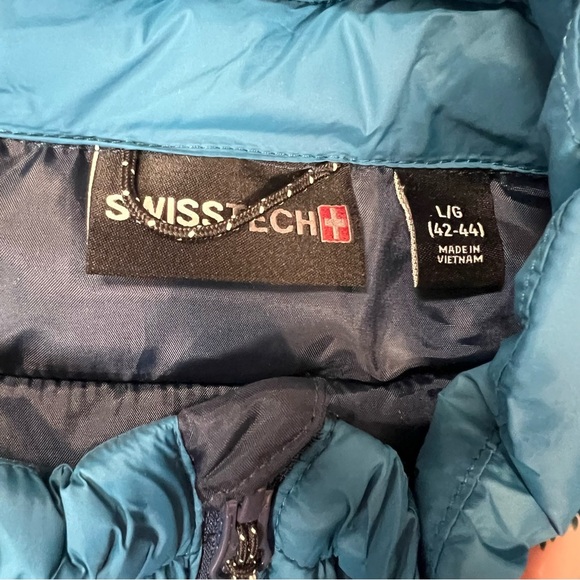 SWISSTECH
L/G
(42-44)
MADE IN
VIETNAM